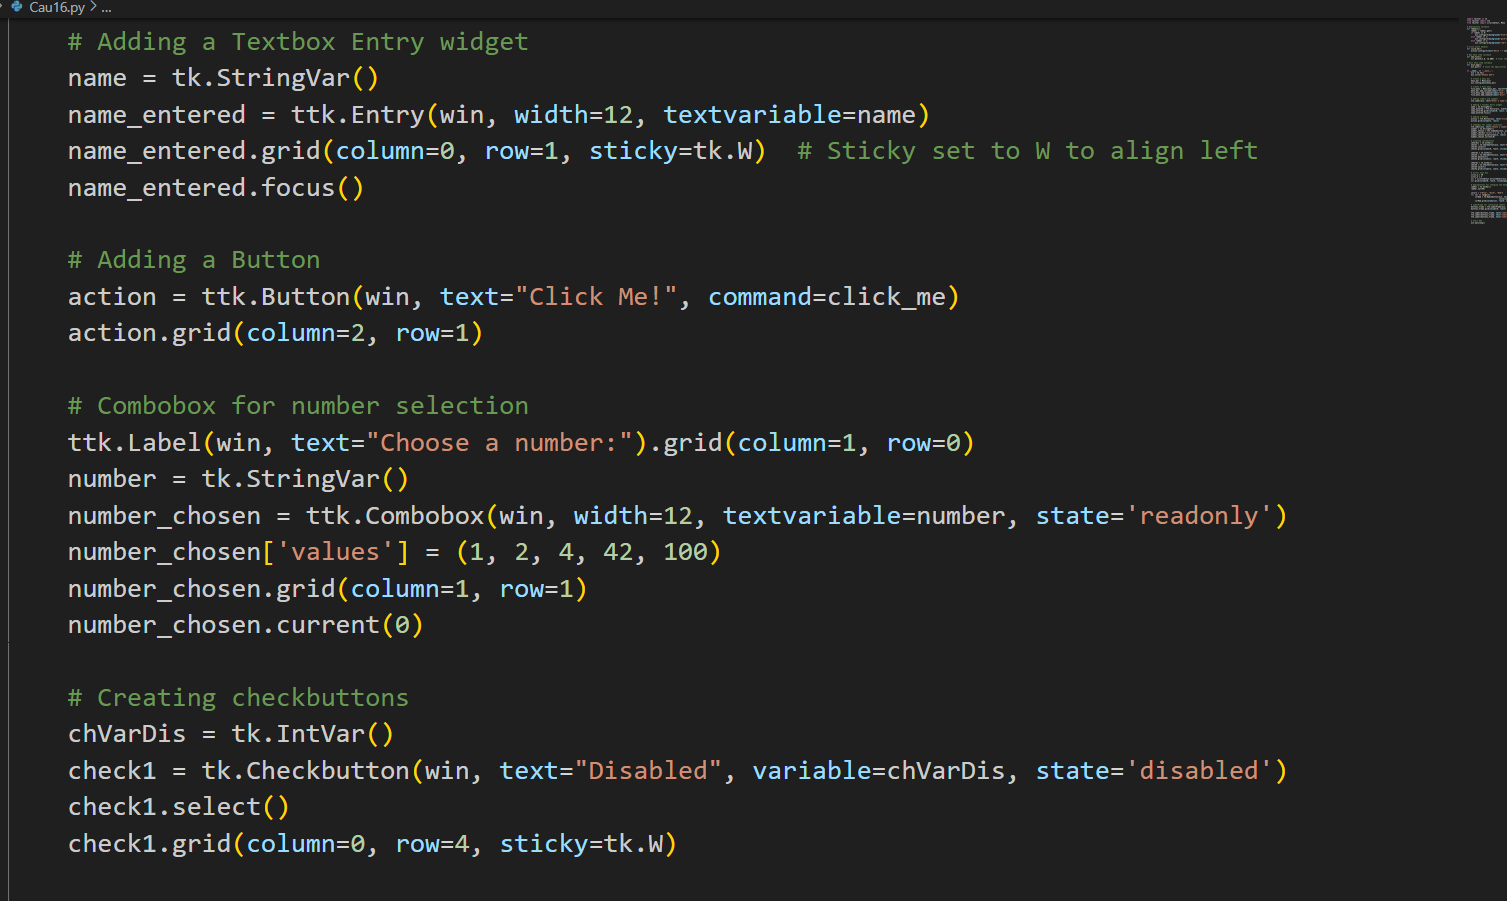 Cau16.py > ...
# Adding a Textbox Entry widget
name = tk.StringVar()
name_entered = ttk.Entry(win, width=12, textvariable=name)
name_entered.grid(column=0, row=1, sticky=tk.W)  # Sticky set to W to align left
name_entered.focus()
# Adding a Button
action = ttk.Button(win, text="Click Me!", command=click_me)
action.grid(column=2, row=1)
# Combobox for number selection
ttk.Label(win, text="Choose a number:").grid(column=1, row=0)
number = tk.StringVar()
number_chosen = ttk.Combobox(win, width=12, textvariable=number, state='readonly')
number_chosen['values'] = (1, 2, 4, 42, 100)
number_chosen.grid(column=1, row=1)
number_chosen.current(0)
# Creating checkbuttons
chVarDis = tk.IntVar()
check1 = tk.Checkbutton(win, text="Disabled", variable=chVarDis, state='disabled')
check1.select()
check1.grid(column=0, row=4, sticky=tk.W)